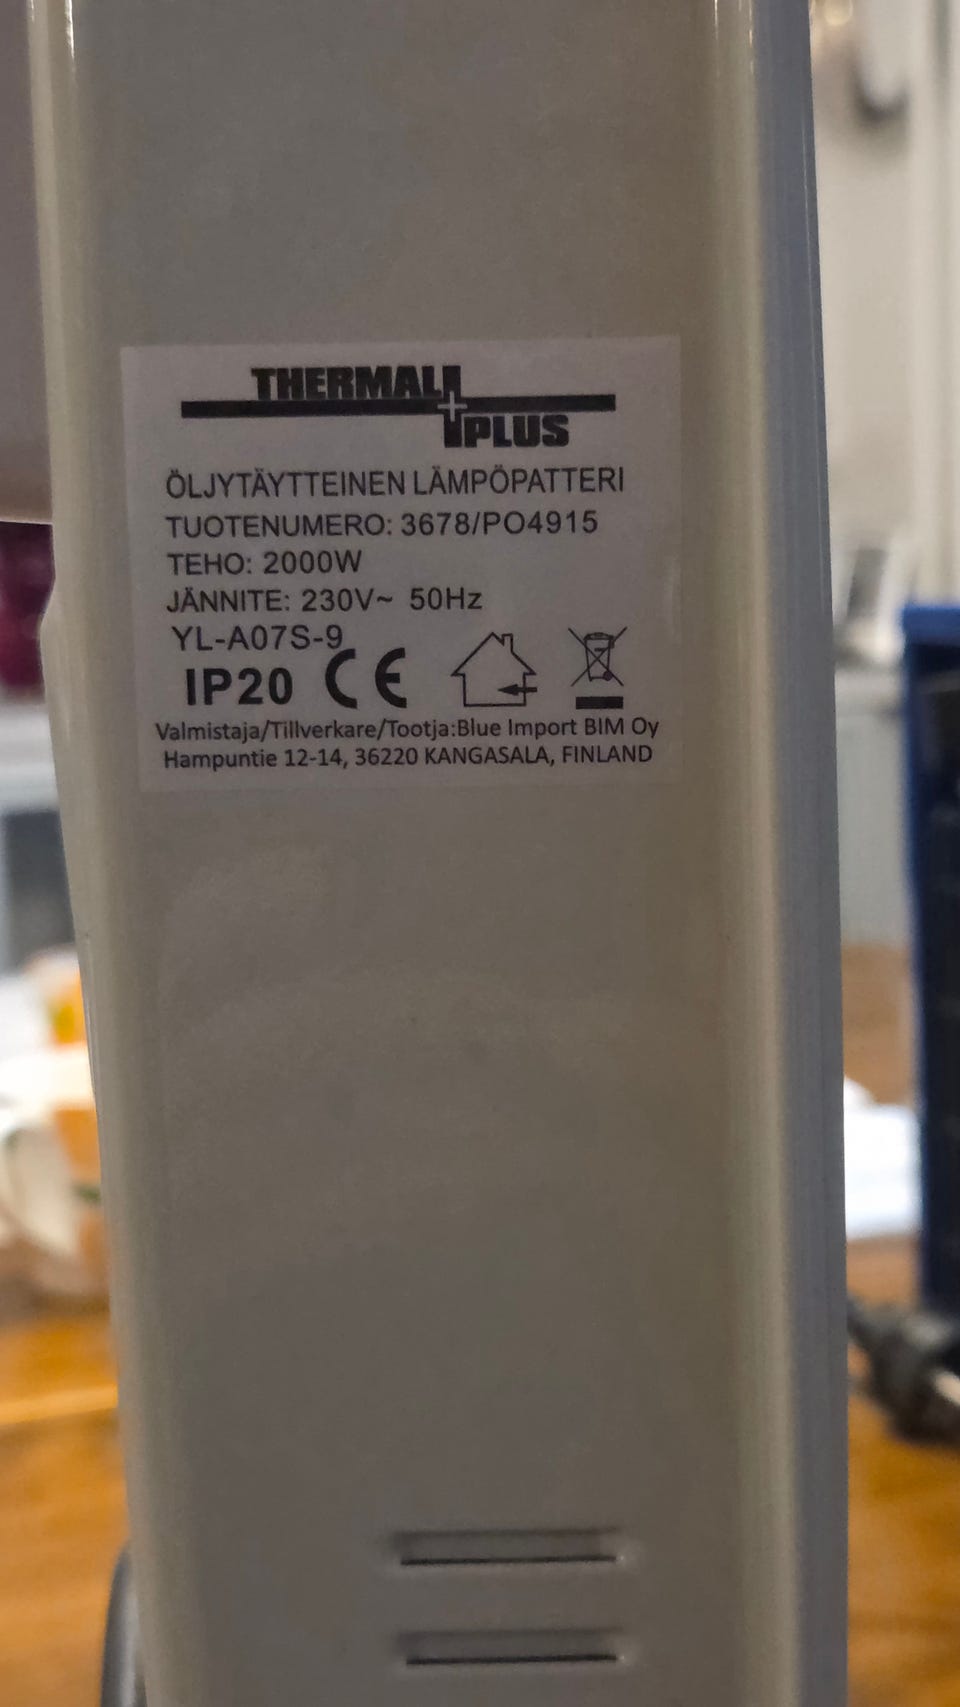 THERMAL
PLUS
ÖLJYTÄYTTEINEN LÄMPÖPATTERI
TUOTENUMERO: 3678/PO4915
TEHO: 2000W
JÄNNITE: 230V~ 50Hz
YL-A07S-9
IP20 CE
Valmistaja/Tillverkare/Tootja:Blue Import BIM Oy
Hampuntie 12-14, 36220 KANGASALA, FINLAND